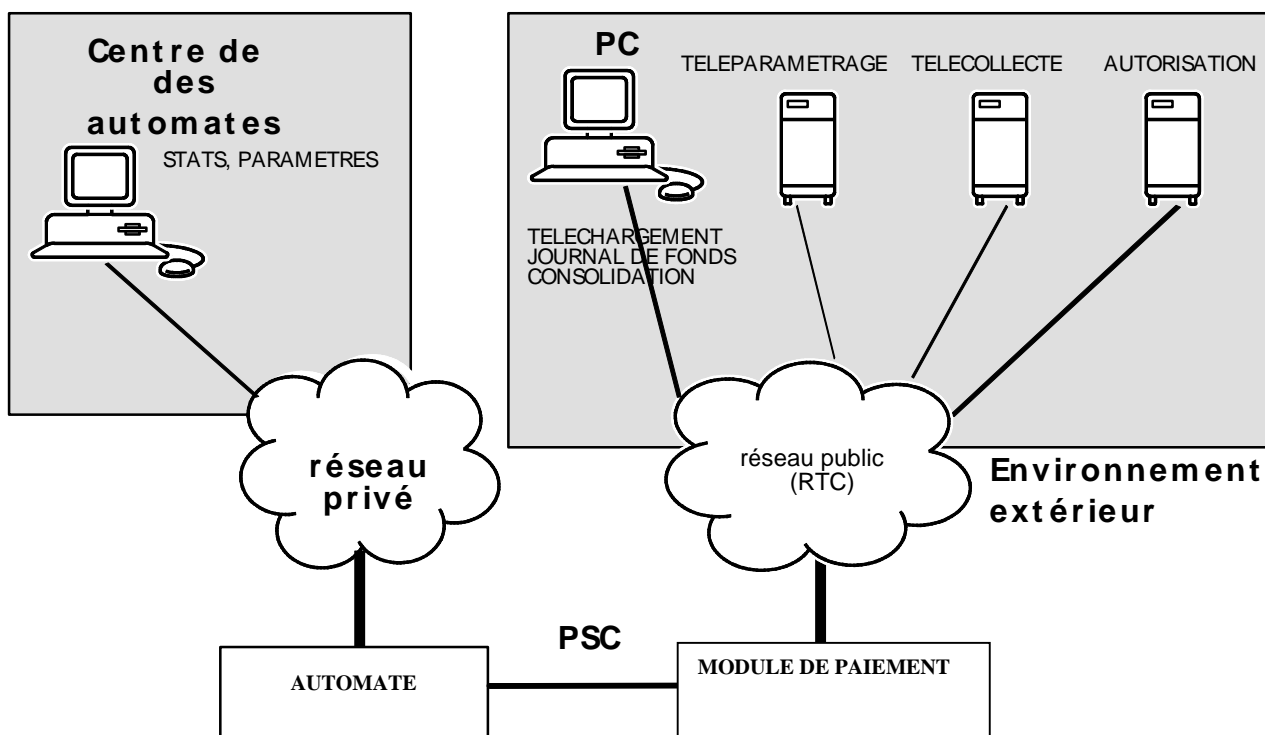 Centre de
des
automates
STATS, PARAMETRES
PC
TELEPARAMETRAGE
TELECOLLECTE
AUTORISATION
TELECHARGEMENT
JOURNAL DE FONDS
CONSOLIDATION
réseau
privé
réseau public
(RTC)
Environnement
extérieur
PSC
AUTOMATE
MODULE DE PAIEMENT